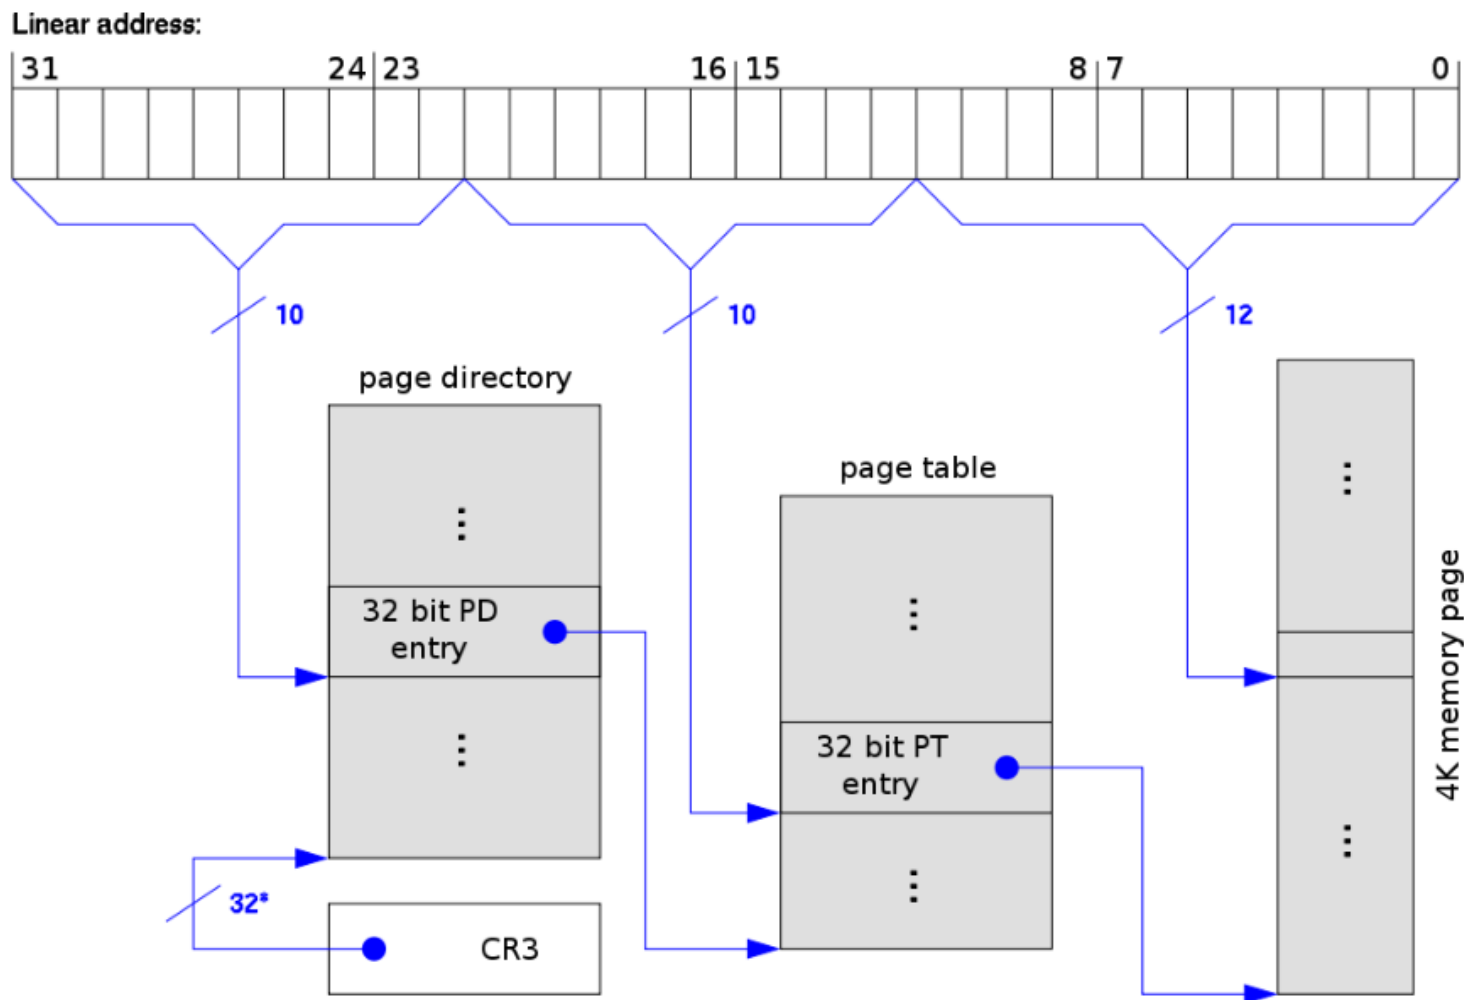 Linear address:
31 24 23 16 15 8 7 0
10 10 12
page directory
page table
⋮
⋮
4K memory page
⋮
32 bit PD
entry
⋮
32 bit PT
entry
⋮
⋮
⋮
32*
CR3